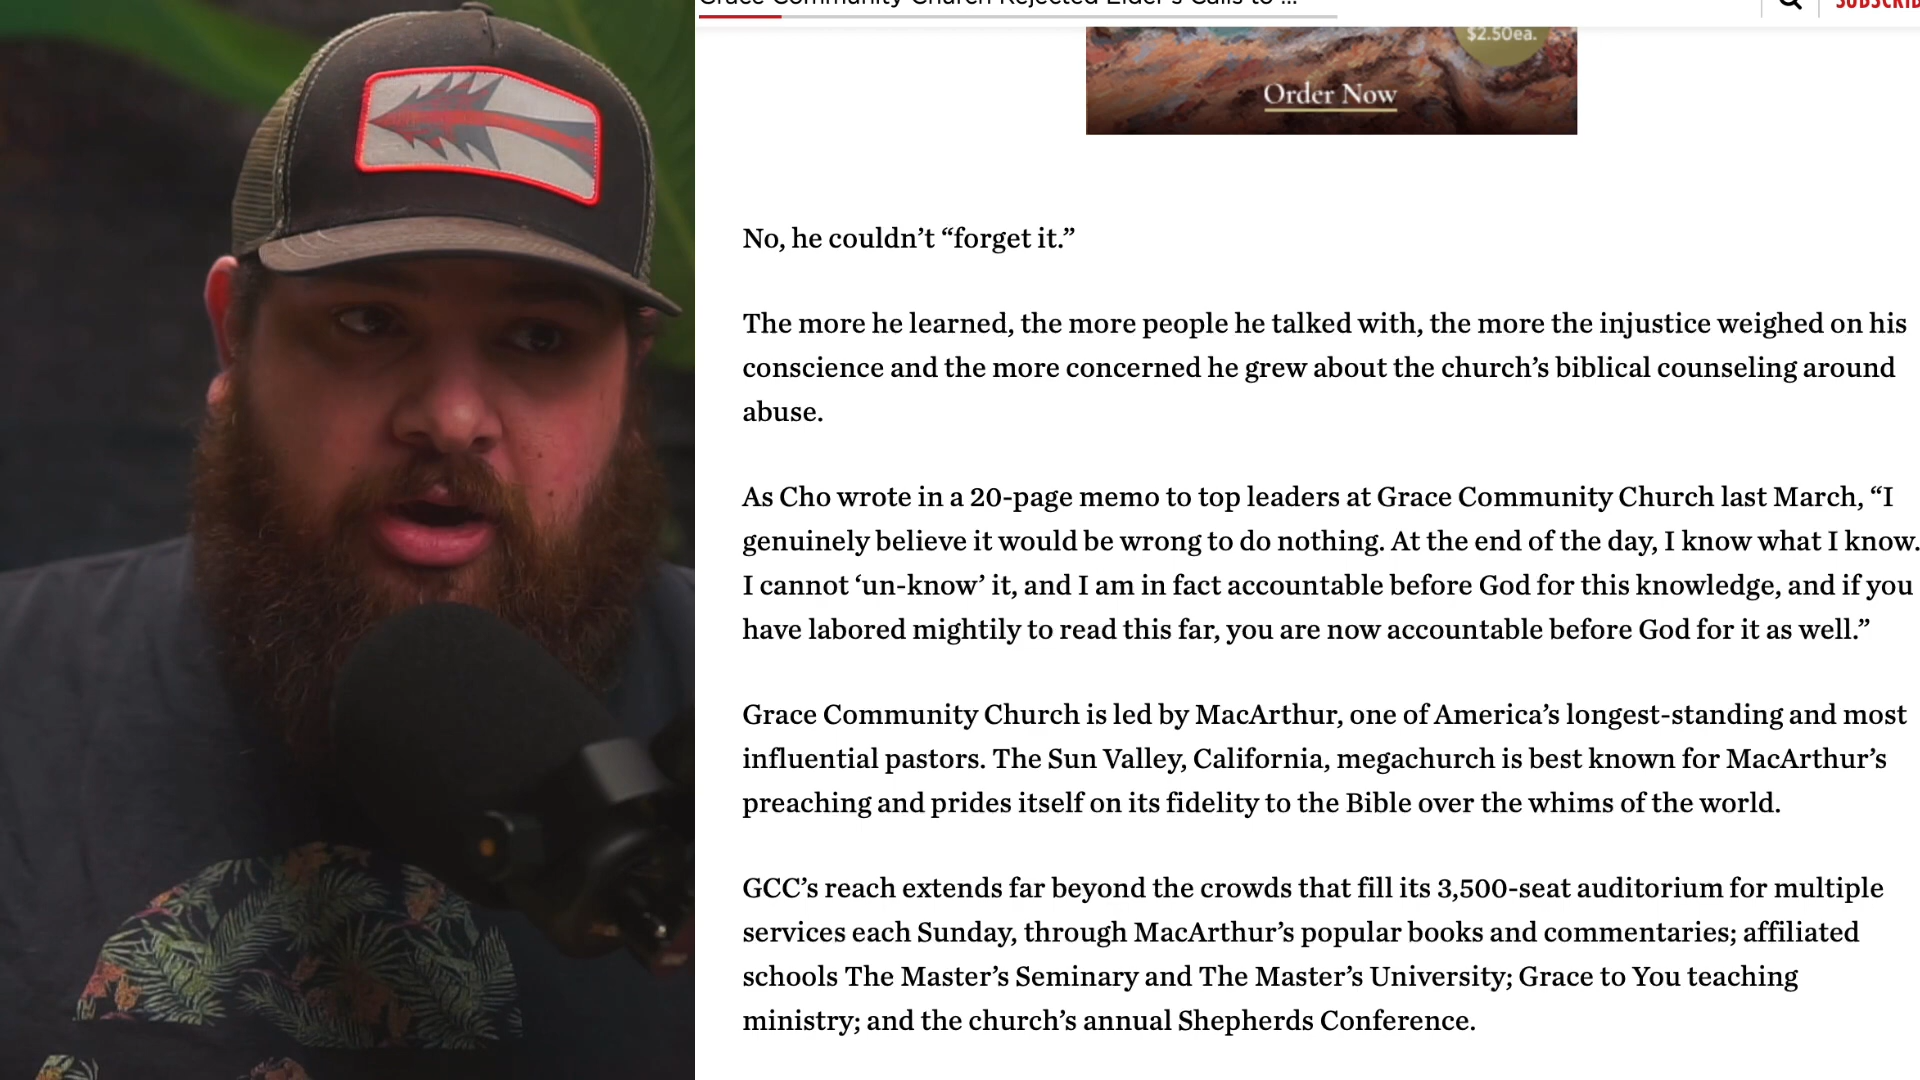 Grace Community Church Rejected Elder's Calls to ...
SUBSCRIB
$2.50ea.
Order Now
No, he couldn’t “forget it.”
The more he learned, the more people he talked with, the more the injustice weighed on his
conscience and the more concerned he grew about the church’s biblical counseling around
abuse.
As Cho wrote in a 20-page memo to top leaders at Grace Community Church last March, “I
genuinely believe it would be wrong to do nothing. At the end of the day, I know what I know.
I cannot ‘un-know’ it, and I am in fact accountable before God for this knowledge, and if you
have labored mightily to read this far, you are now accountable before God for it as well.”
Grace Community Church is led by MacArthur, one of America’s longest-standing and most
influential pastors. The Sun Valley, California, megachurch is best known for MacArthur’s
preaching and prides itself on its fidelity to the Bible over the whims of the world.
GCC’s reach extends far beyond the crowds that fill its 3,500-seat auditorium for multiple
services each Sunday, through MacArthur’s popular books and commentaries; affiliated
schools The Master’s Seminary and The Master’s University; Grace to You teaching
ministry; and the church’s annual Shepherds Conference.